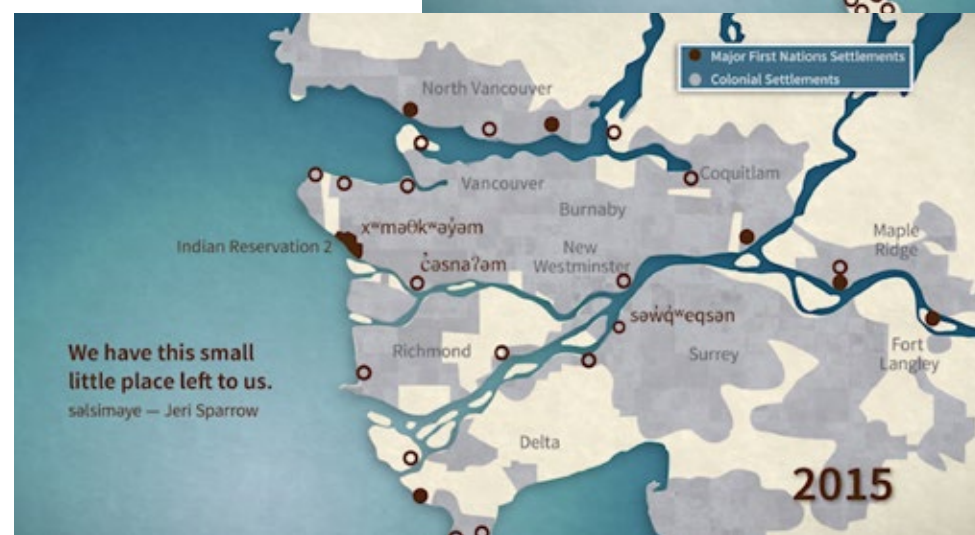 Major First Nations Settlements
Colonial Settlements
North Vancouver
Coquitlam
Vancouver
Burnaby
xʷməθkʷəy̓əm
Maple
Ridge
Indian Reservation 2
New
Westminster
c̓əsnaʔəm
səw̓q̓ʷeqsən
Richmond
Surrey
Fort
Langley
We have this small
little place left to us.
səlsiməye — Jeri Sparrow
Delta
2015